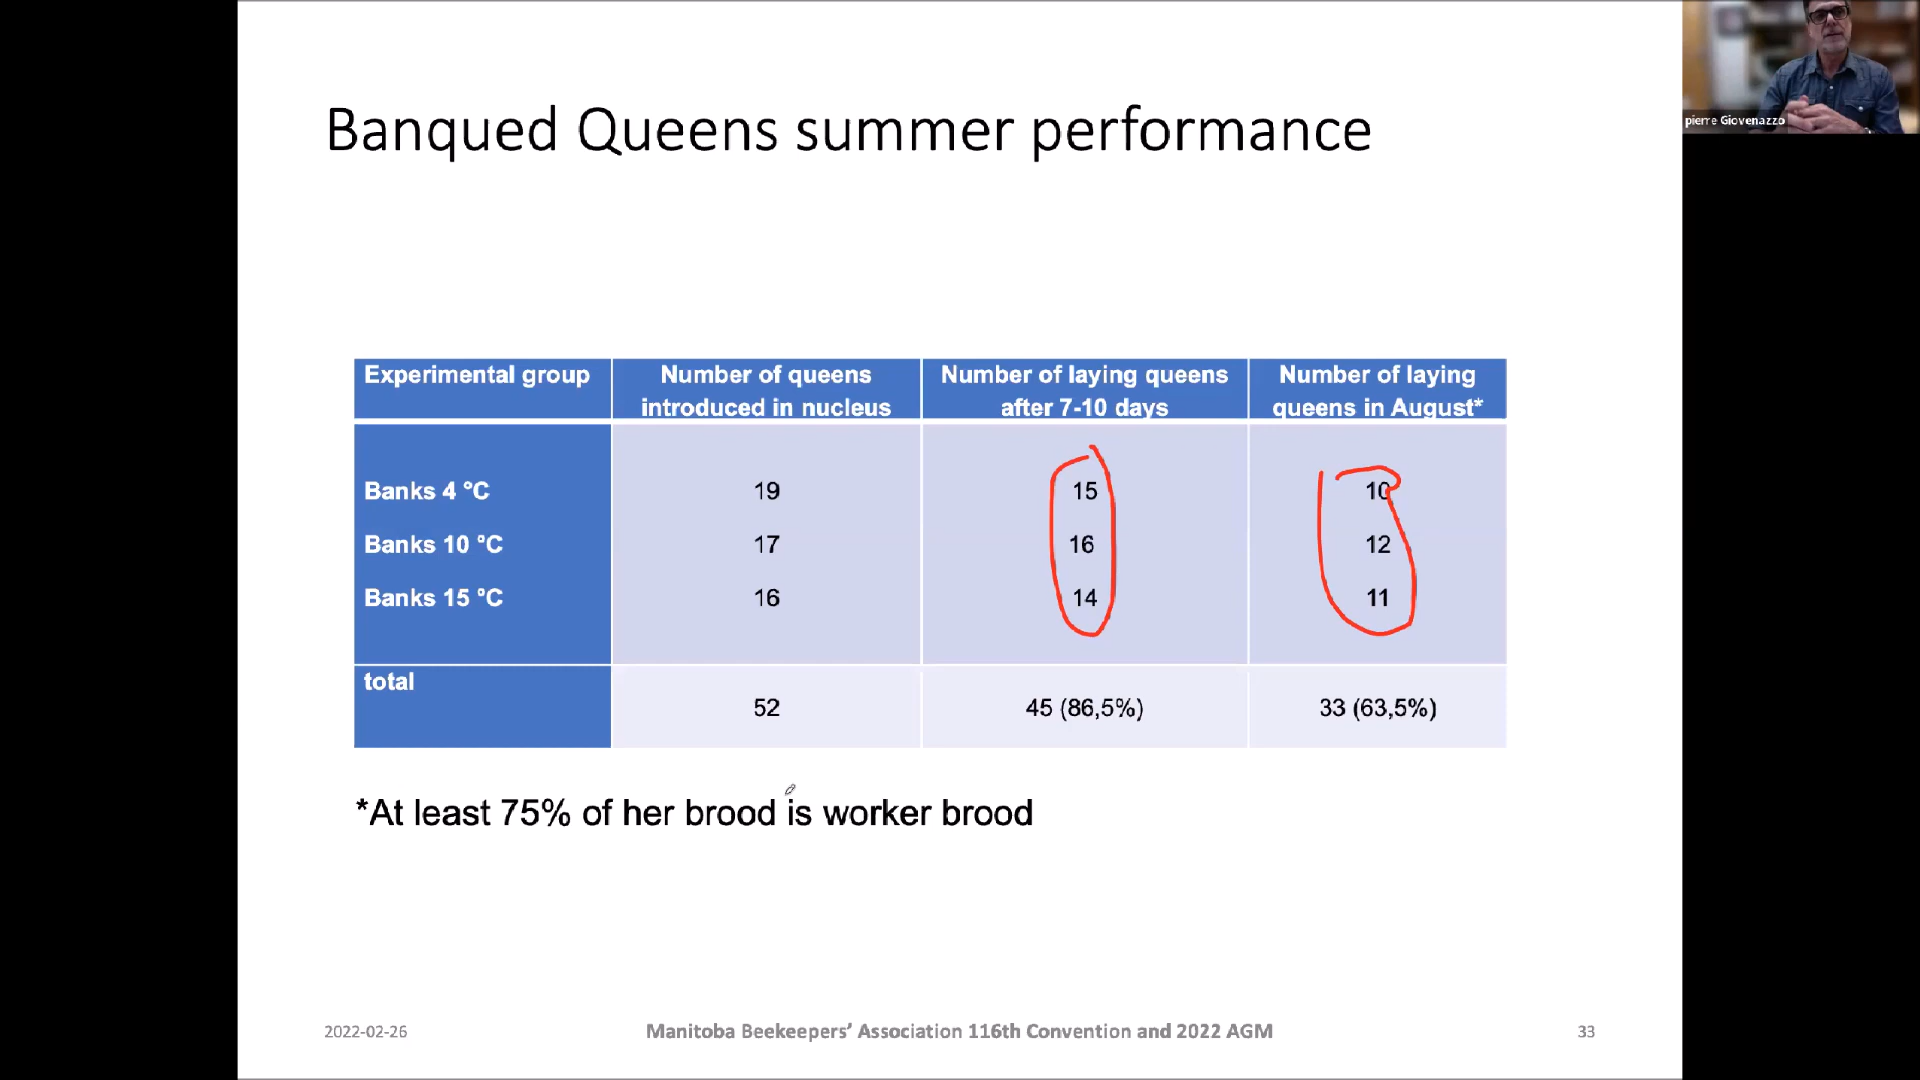 Banqued Queens summer performance
pierre Giovenazzo
Experimental group
Number of queens
introduced in nucleus
Number of laying queens
after 7-10 days
Number of laying
queens in August*
Banks 4 °C 19 15 10
Banks 10 °C 17 16 12
Banks 15 °C 16 14 11
total
52 45 (86,5%) 33 (63,5%)
*At least 75% of her brood is worker brood
2022-02-26 Manitoba Beekeepers’ Association 116th Convention and 2022 AGM 33